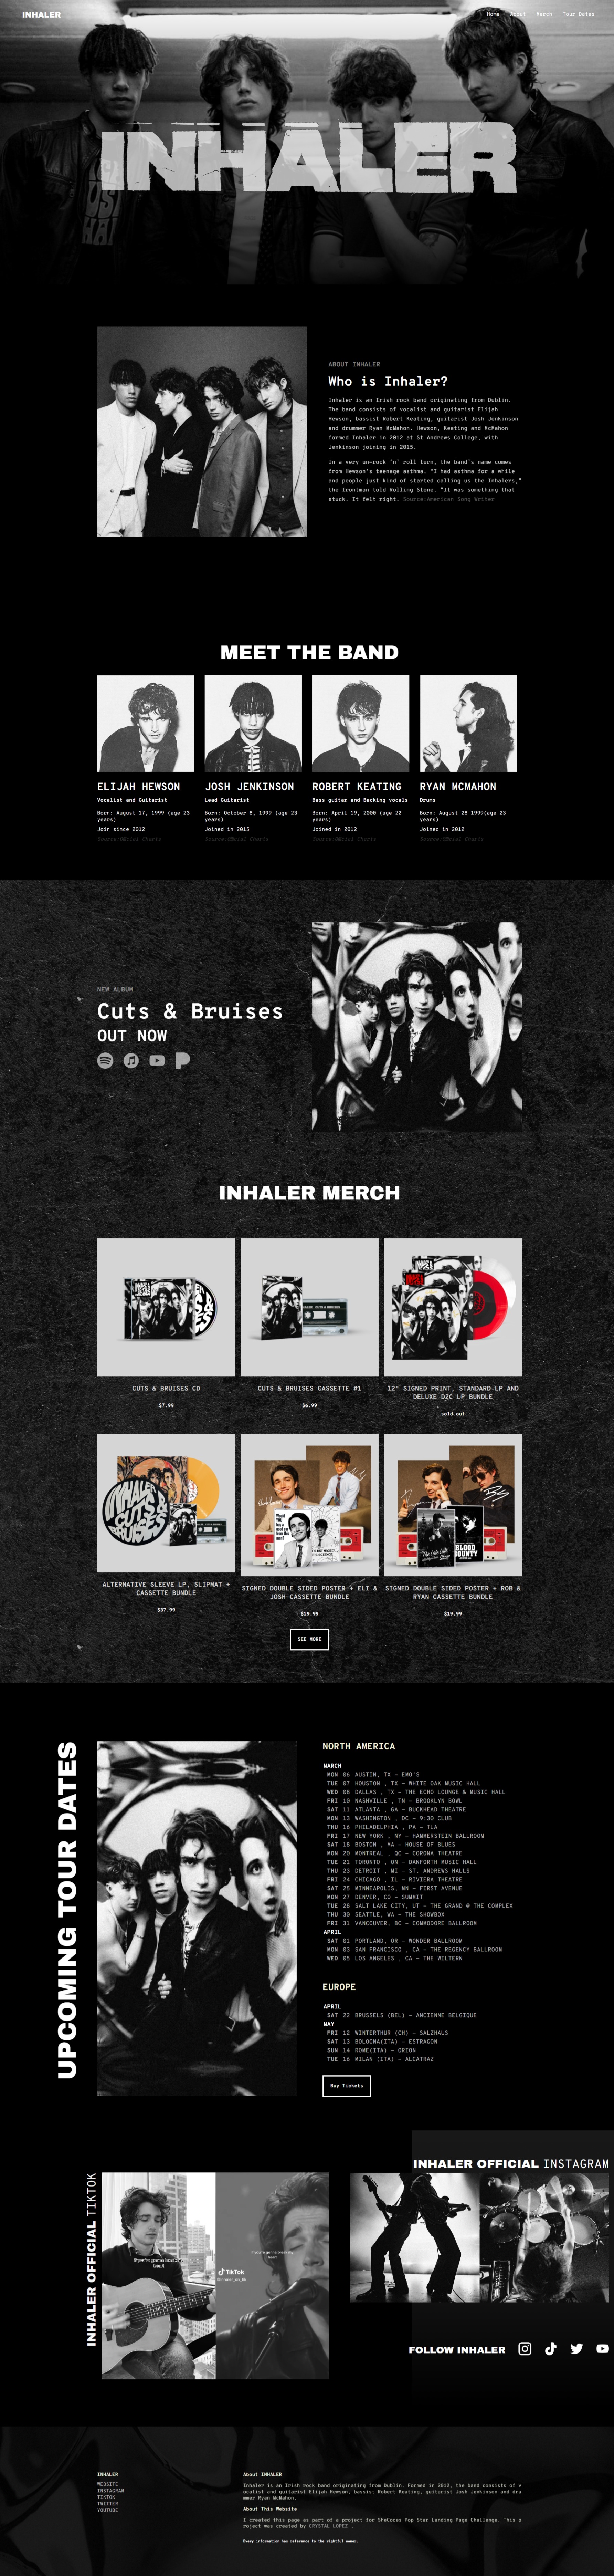 INHALER
Home About Merch Tour Dates
INHALER
ABOUT INHALER
Who is Inhaler?
Inhaler is an Irish rock band originating from Dublin.
The band consists of vocalist and guitarist Elijah
Hewson, bassist Robert Keating, guitarist Josh Jenkinson
and drummer Ryan McMahon. Hewson, Keating and McMahon
formed Inhaler in 2012 at St Andrews College, with
Jenkinson joining in 2015.
In a very un-rock 'n' roll turn, the band's name comes
from Hewson's teenage asthma. "I had asthma for a while
and people just kind of started calling us the Inhalers,"
the frontman told Rolling Stone. "It was something that
stuck. It felt right. Source:American Song Writer
MEET THE BAND
ELIJAH HEWSON
Vocalist and Guitarist
Born: August 17, 1999 (age 23
years)
Join since 2012
Source:Official Charts
JOSH JENKINSON
Lead Guitarist
Born: October 8, 1999 (age 23
years)
Joined in 2015
Source:Official Charts
ROBERT KEATING
Bass guitar and Backing vocals
Born: April 19, 2000 (age 22
years)
Joined in 2012
Source:Official Charts
RYAN MCMAHON
Drums
Born: August 28 1999(age 23
years)
Joined in 2012
Source:Official Charts
NEW ALBUM
Cuts & Bruises
OUT NOW
INHALER MERCH
CUTS & BRUISES CD
$7.99
CUTS & BRUISES CASSETTE #1
$6.99
12" SIGNED PRINT, STANDARD LP AND
DELUXE D2C LP BUNDLE
sold out
INHALER
CUTS &
BRUISES
ALTERNATIVE SLEEVE LP, SLIPMAT +
CASSETTE BUNDLE
$37.99
SIGNED DOUBLE SIDED POSTER + ELI &
JOSH CASSETTE BUNDLE
$19.99
The Late Late
BLOOD
BOUNTY
SIGNED DOUBLE SIDED POSTER + ROB &
RYAN CASSETTE BUNDLE
$19.99
SEE MORE
UPCOMING TOUR DATES
NORTH AMERICA
MARCH
MON 06 AUSTIN, TX – EMO'S
TUE 07 HOUSTON , TX – WHITE OAK MUSIC HALL
WED 08 DALLAS , TX – THE ECHO LOUNGE & MUSIC HALL
FRI 10 NASHVILLE , TN – BROOKLYN BOWL
SAT 11 ATLANTA , GA – BUCKHEAD THEATRE
MON 13 WASHINGTON , DC – 9:30 CLUB
THU 16 PHILADELPHIA , PA – TLA
FRI 17 NEW YORK , NY – HAMMERSTEIN BALLROOM
SAT 18 BOSTON , MA – HOUSE OF BLUES
MON 20 MONTREAL , QC – CORONA THEATRE
TUE 21 TORONTO , ON – DANFORTH MUSIC HALL
THU 23 DETROIT , MI – ST. ANDREWS HALLS
FRI 24 CHICAGO , IL – RIVIERA THEATRE
SAT 25 MINNEAPOLIS, MN – FIRST AVENUE
MON 27 DENVER, CO – SUMMIT
TUE 28 SALT LAKE CITY, UT – THE GRAND @ THE COMPLEX
THU 30 SEATTLE, WA – THE SHOWBOX
FRI 31 VANCOUVER, BC – COMMODORE BALLROOM
APRIL
SAT 01 PORTLAND, OR – WONDER BALLROOM
MON 03 SAN FRANCISCO , CA – THE REGENCY BALLROOM
WED 05 LOS ANGELES , CA – THE WILTERN
EUROPE
APRIL
SAT 22 BRUSSELS (BEL) – ANCIENNE BELGIQUE
MAY
FRI 12 WINTERTHUR (CH) – SALZHAUS
SAT 13 BOLOGNA(ITA) – ESTRAGON
SUN 14 ROME(ITA) – ORION
TUE 16 MILAN (ITA) – ALCATRAZ
Buy Tickets
INHALER OFFICIAL TIKTOK
TikTok
INHALER OFFICIAL INSTAGRAM
FOLLOW INHALER
INHALER
WEBSITE
INSTAGRAM
TIKTOK
TWITTER
YOUTUBE
About INHALER
Inhaler is an Irish rock band originating from Dublin. Formed in 2012, the band consists of v
ocalist and guitarist Elijah Hewson, bassist Robert Keating, guitarist Josh Jenkinson and dru
mmer Ryan McMahon.
About This Website
I created this page as part of a project for SheCodes Pop Star Landing Page Challenge. This p
roject was created by CRYSTAL LOPEZ .
Every information has reference to the rightful owner.